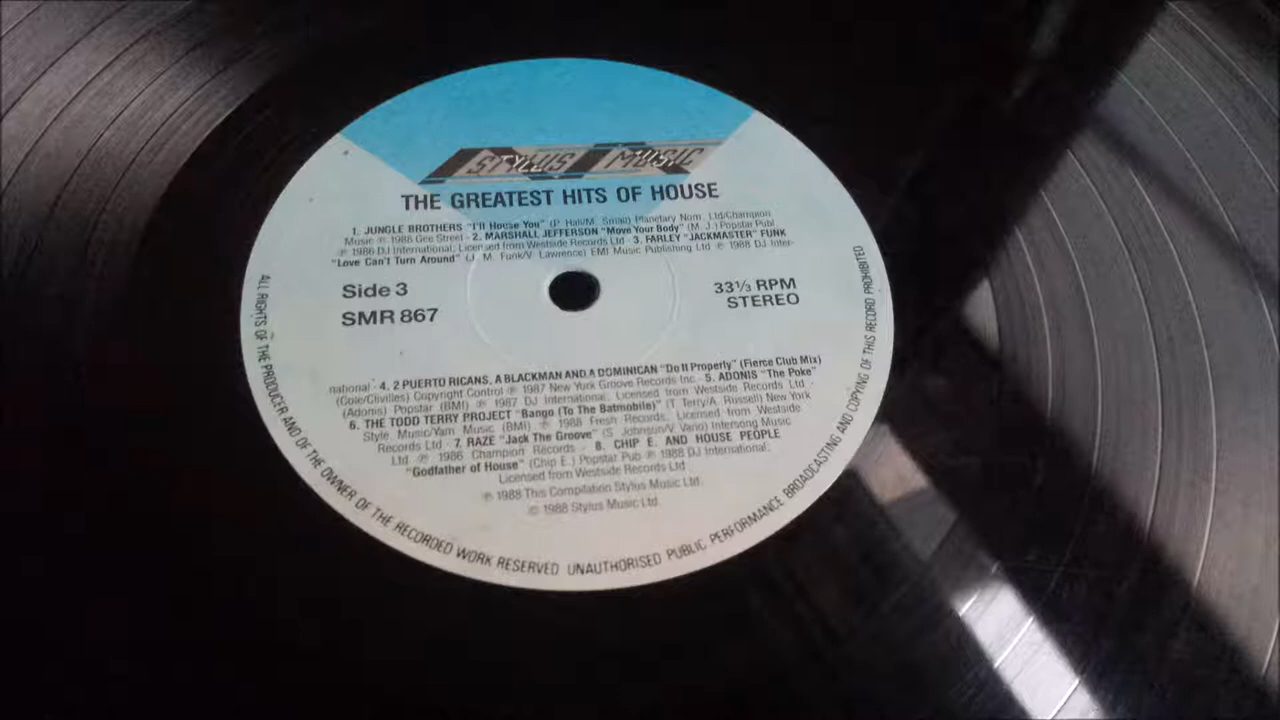 STYLUS MUSIC
THE GREATEST HITS OF HOUSE
1. JUNGLE BROTHERS "I'll House You" (P. Hall/M. Small) Planetary Nom. Ltd/Champion
Music ℗ 1988 Gee Street · 2. MARSHALL JEFFERSON "Move Your Body" (M. J.) Popstar Publ
℗ 1986 DJ International; Licensed from Westside Records Ltd · 3. FARLEY "JACKMASTER" FUNK
"Love Can't Turn Around" (J. M. Funk/V. Lawrence) EMI Music Publishing Ltd ℗ 1988 DJ Inter-
Side 3
33⅓ RPM
SMR 867
STEREO
national · 4. 2 PUERTO RICANS, A BLACKMAN AND A DOMINICAN "Do It Properly" (Fierce Club Mix)
(Cole/Clivilles) Copyright Control ℗ 1987 New York Groove Records Inc · 5. ADONIS "The Poke"
(Adonis) Popstar (BMI) ℗ 1987 DJ International; Licensed from Westside Records Ltd ·
6. THE TODD TERRY PROJECT "Bango (To The Batmobile)" (T Terry/A. Russell) New York
Style Music/Yam Music (BMI) ℗ 1988 Fresh Records. Licensed from Westside
Records Ltd · 7. RAZE "Jack The Groove" (S. Johnson/V. Vario) Intersong Music
Ltd ℗ 1986 Champion Records · 8. CHIP E. AND HOUSE PEOPLE
"Godfather of House" (Chip E.) Popstar Pub ℗ 1988 DJ International;
Licensed from Westside Records Ltd
℗ 1988 This Compilation Stylus Music Ltd.
© 1988 Stylus Music Ltd.
ALL RIGHTS OF THE PRODUCER AND OF THE OWNER OF THE RECORDED WORK RESERVED UNAUTHORISED PUBLIC PERFORMANCE BROADCASTING AND COPYING OF THIS RECORD PROHIBITED